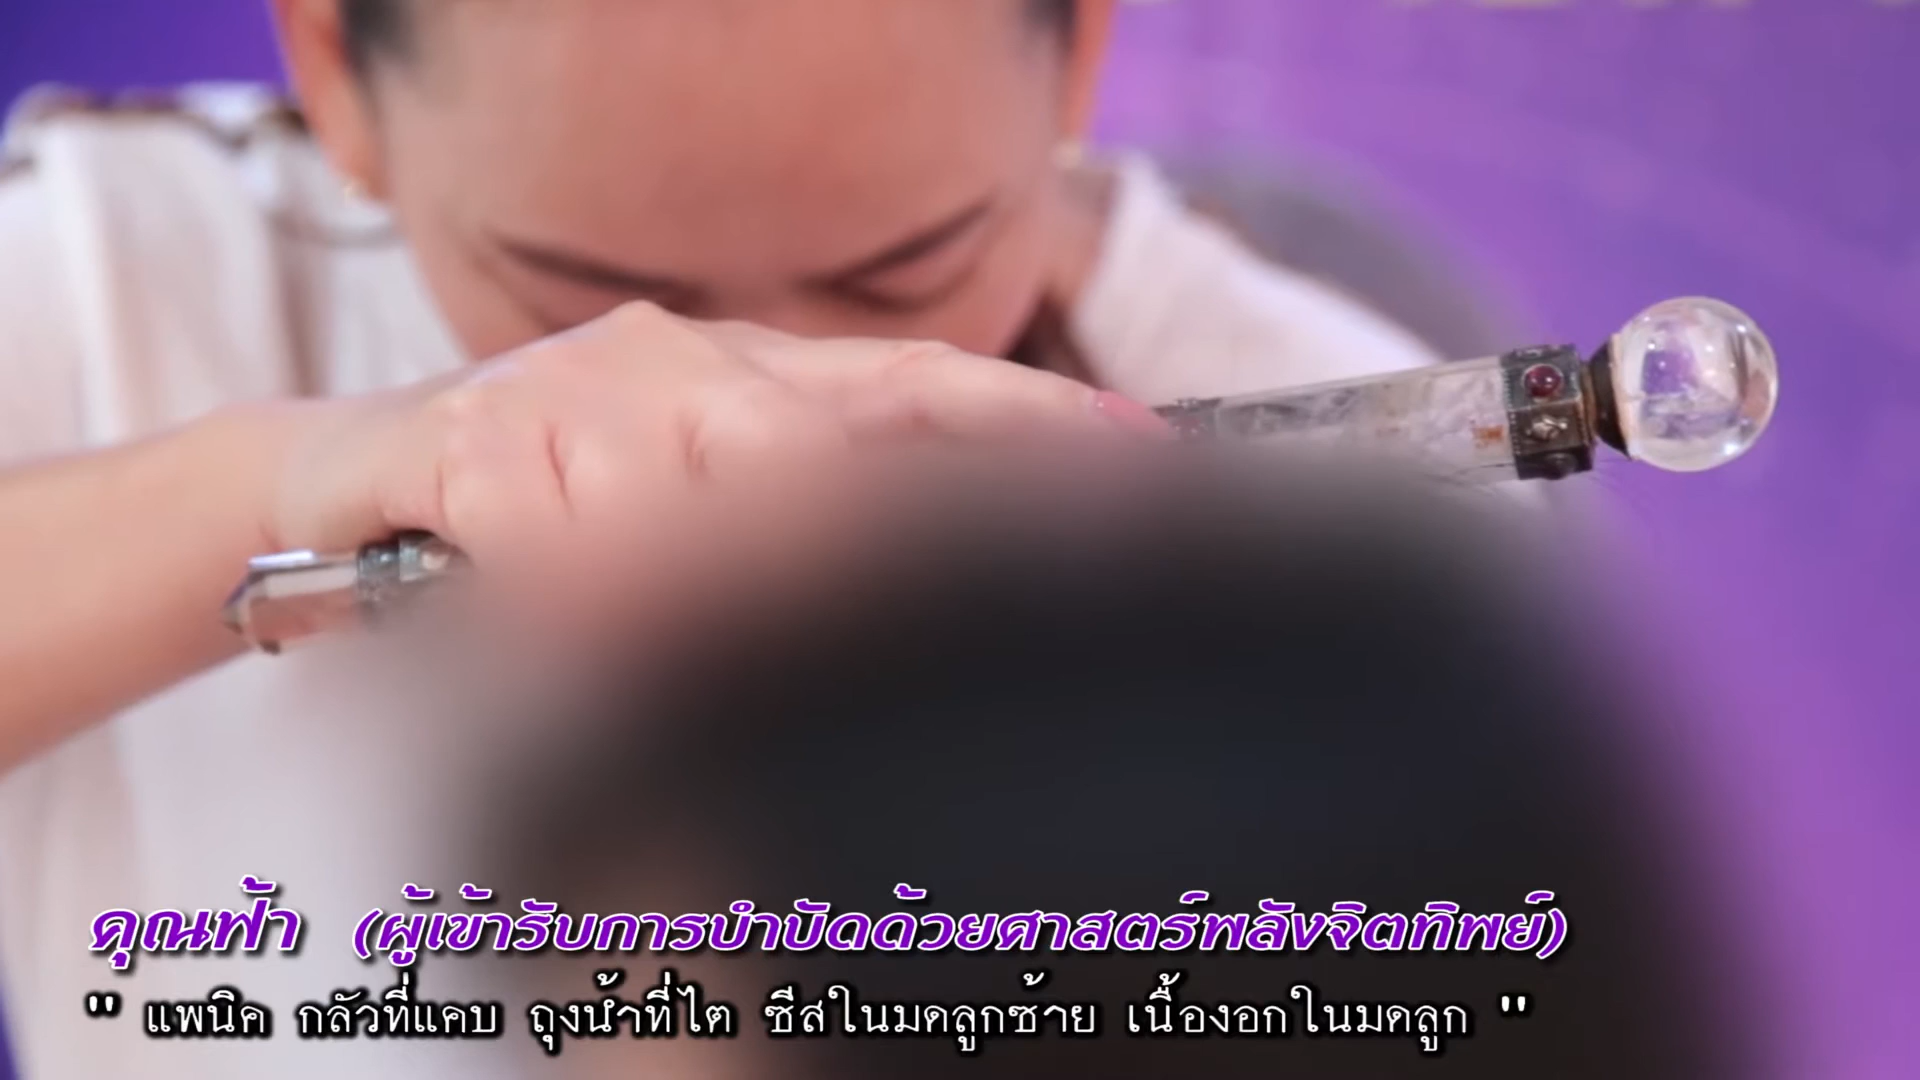 คุณฟ้า (ผู้เข้ารับการบำบัดด้วยศาสตร์พลังจิตทิพย์)
" แพนิค กลัวที่แคบ ถุงน้ำที่ไต ซีสในมดลูกซ้าย เนื้องอกในมดลูก "